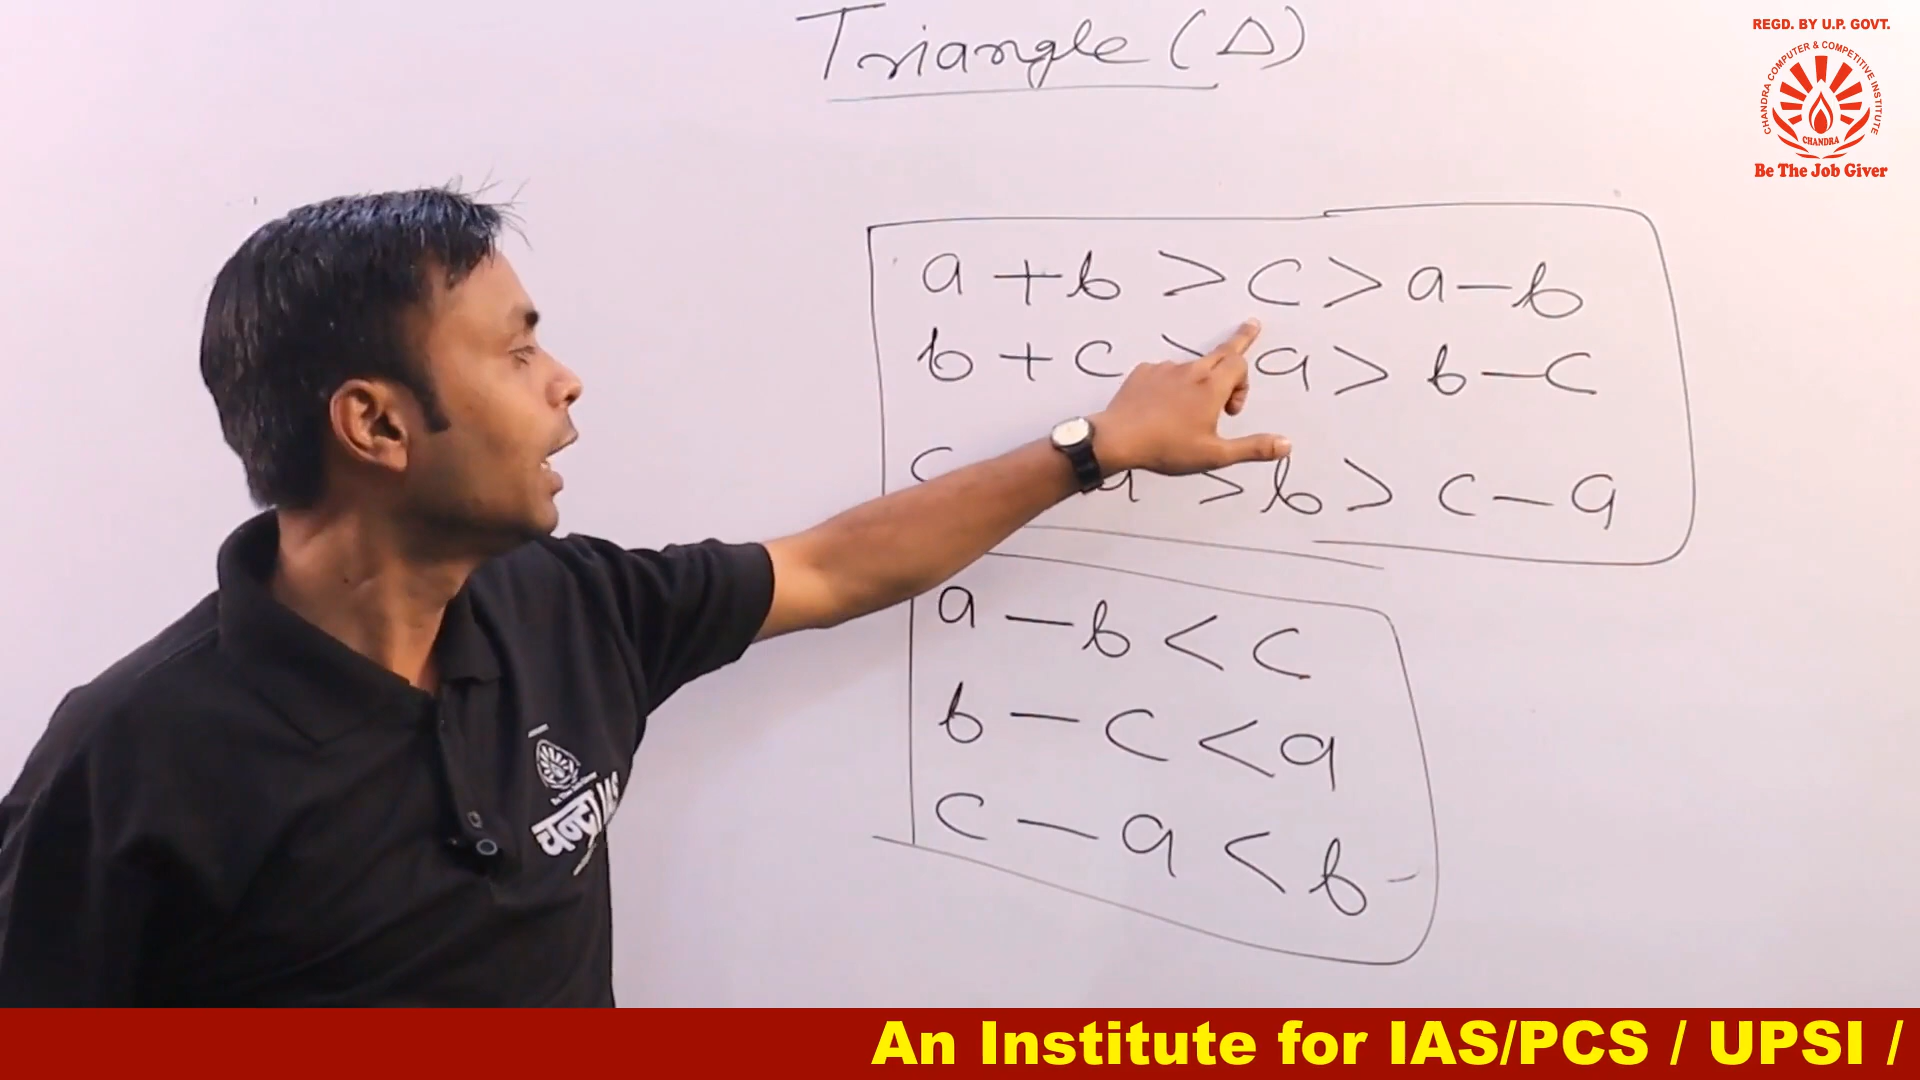 Triangle (Δ)
REGD. BY U.P. GOVT.
CHANDRA COMPUTER & COMPETITIVE INSTITUTE
CHANDRA
Be The Job Giver
a + b > c > a - b
b + c > a > b - c
c a > b > c - a
a - b < c
b - c < a
c - a < b
चन्द्रा
An Institute for IAS/PCS / UPSI /